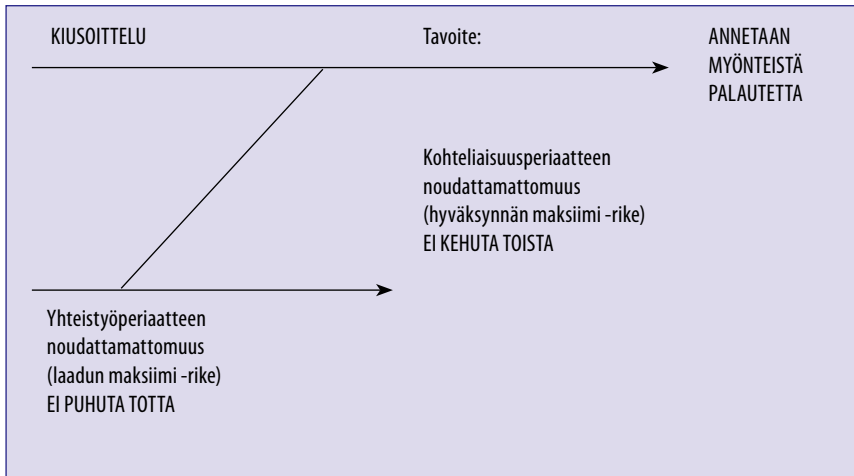 KIUSOITTELU
Tavoite:
ANNETAAN
MYÖNTEISTÄ
PALAUTETTA
Kohteliaisuusperiaatteen
noudattamattomuus
(hyväksynnän maksiimi -rike)
EI KEHUTA TOISTA
Yhteistyöperiaatteen
noudattamattomuus
(laadun maksiimi -rike)
EI PUHUTA TOTTA